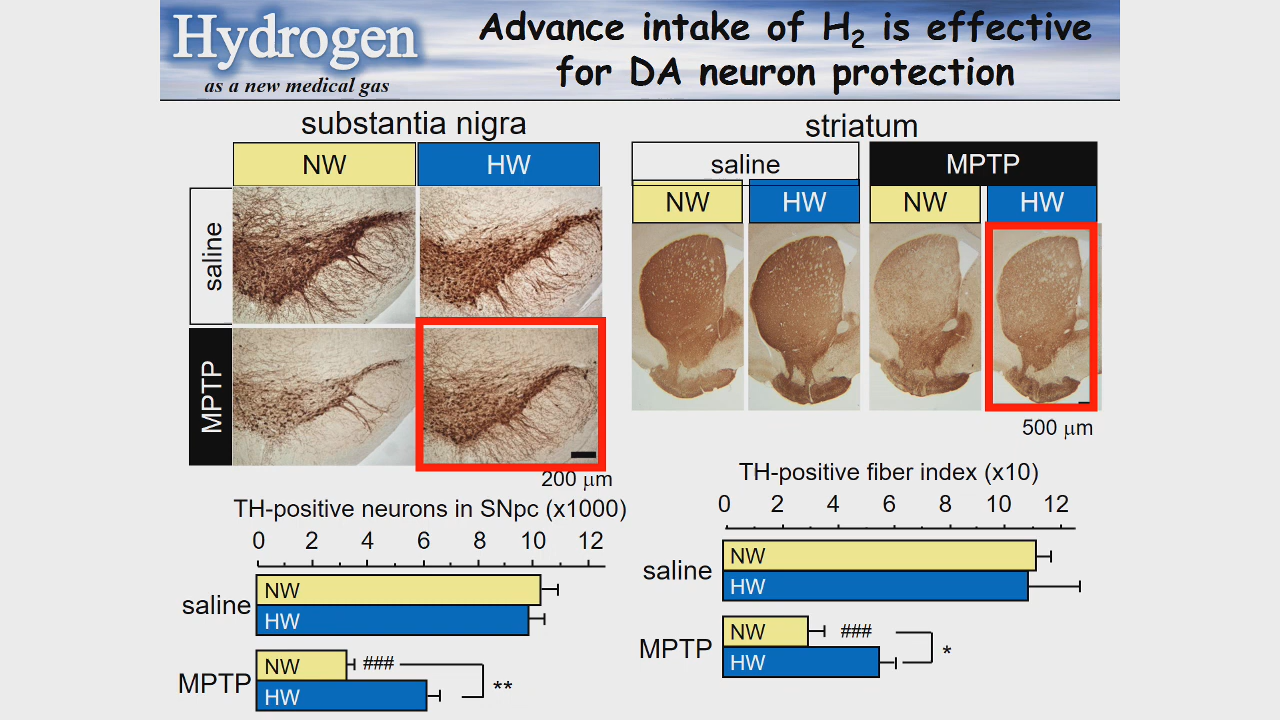 Hydrogen
as a new medical gas
Advance intake of H₂ is effective
for DA neuron protection
substantia nigra
NW HW
saline
MPTP
200 μm
striatum
saline MPTP
NW HW NW HW
500 μm
TH-positive neurons in SNpc (x1000)
0 2 4 6 8 10 12
saline
NW
HW
MPTP
NW ###
HW
**
TH-positive fiber index (x10)
0 2 4 6 8 10 12
saline
NW
HW
MPTP
NW ###
HW
*